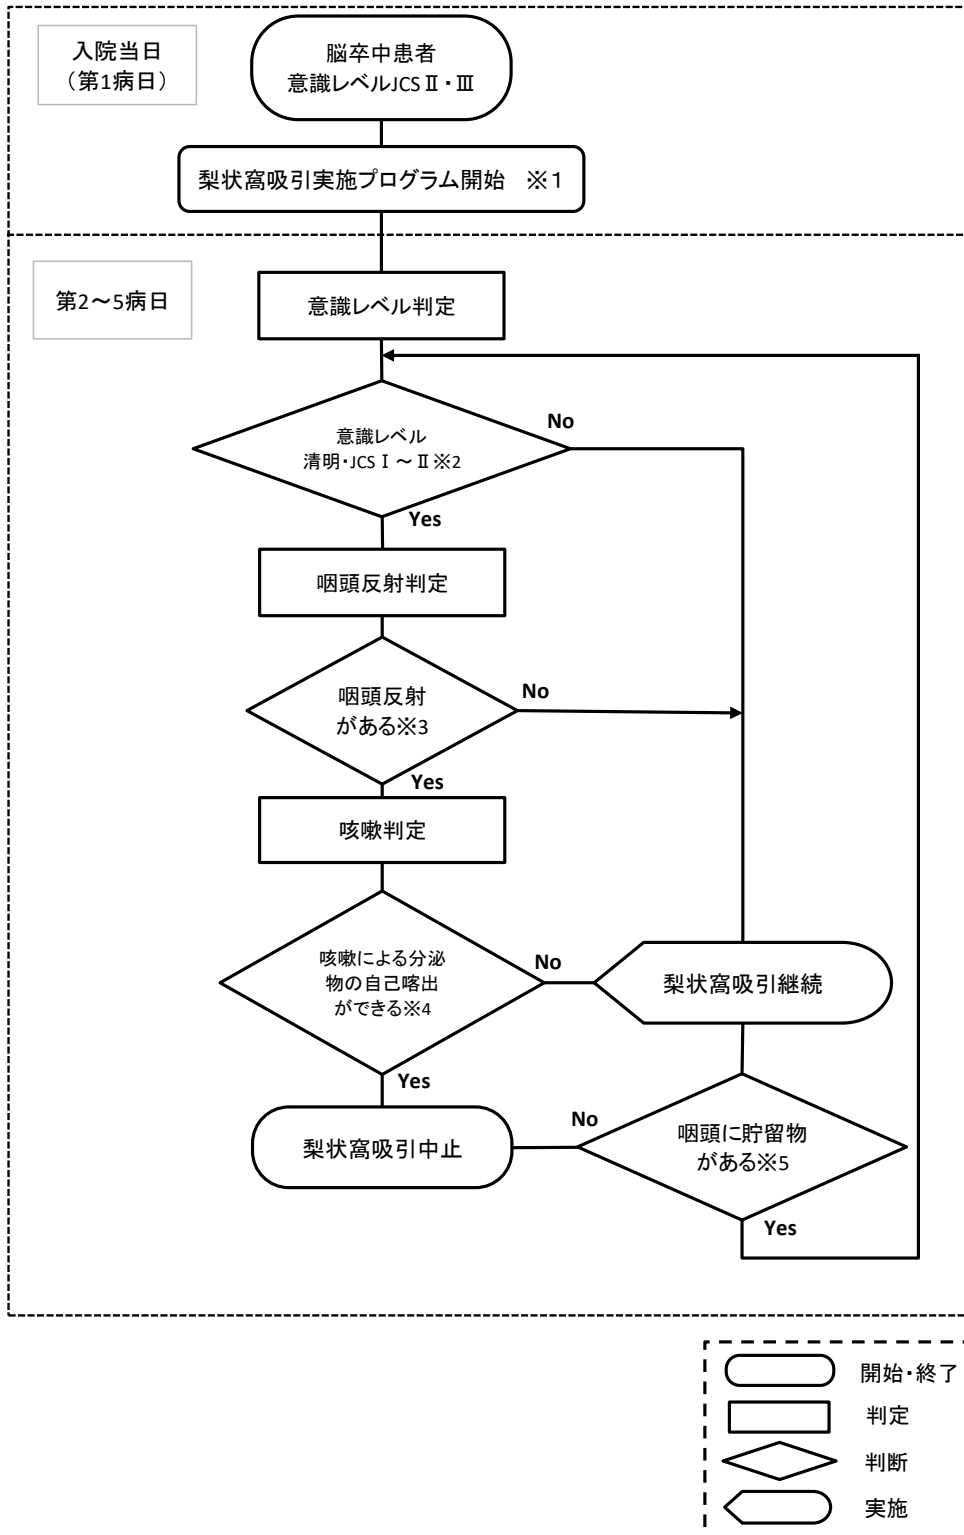 入院当日
（第1病日）
脳卒中患者
意識レベルJCSⅡ・Ⅲ
梨状窩吸引実施プログラム開始　※1
第2～5病日
意識レベル判定
意識レベル
清明・JCSⅠ～Ⅱ※2
No
Yes
咽頭反射判定
咽頭反射
がある※3
No
Yes
咳嗽判定
咳嗽による分泌
物の自己喀出
ができる※4
No
梨状窩吸引継続
Yes
梨状窩吸引中止
No
咽頭に貯留物
がある※5
Yes
開始・終了
判定
判断
実施